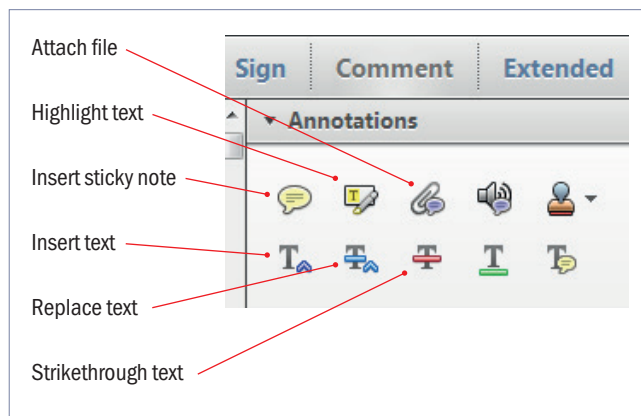 Attach file
Sign Comment Extended
Highlight text
Annotations
Insert sticky note
Insert text
Replace text
Strikethrough text